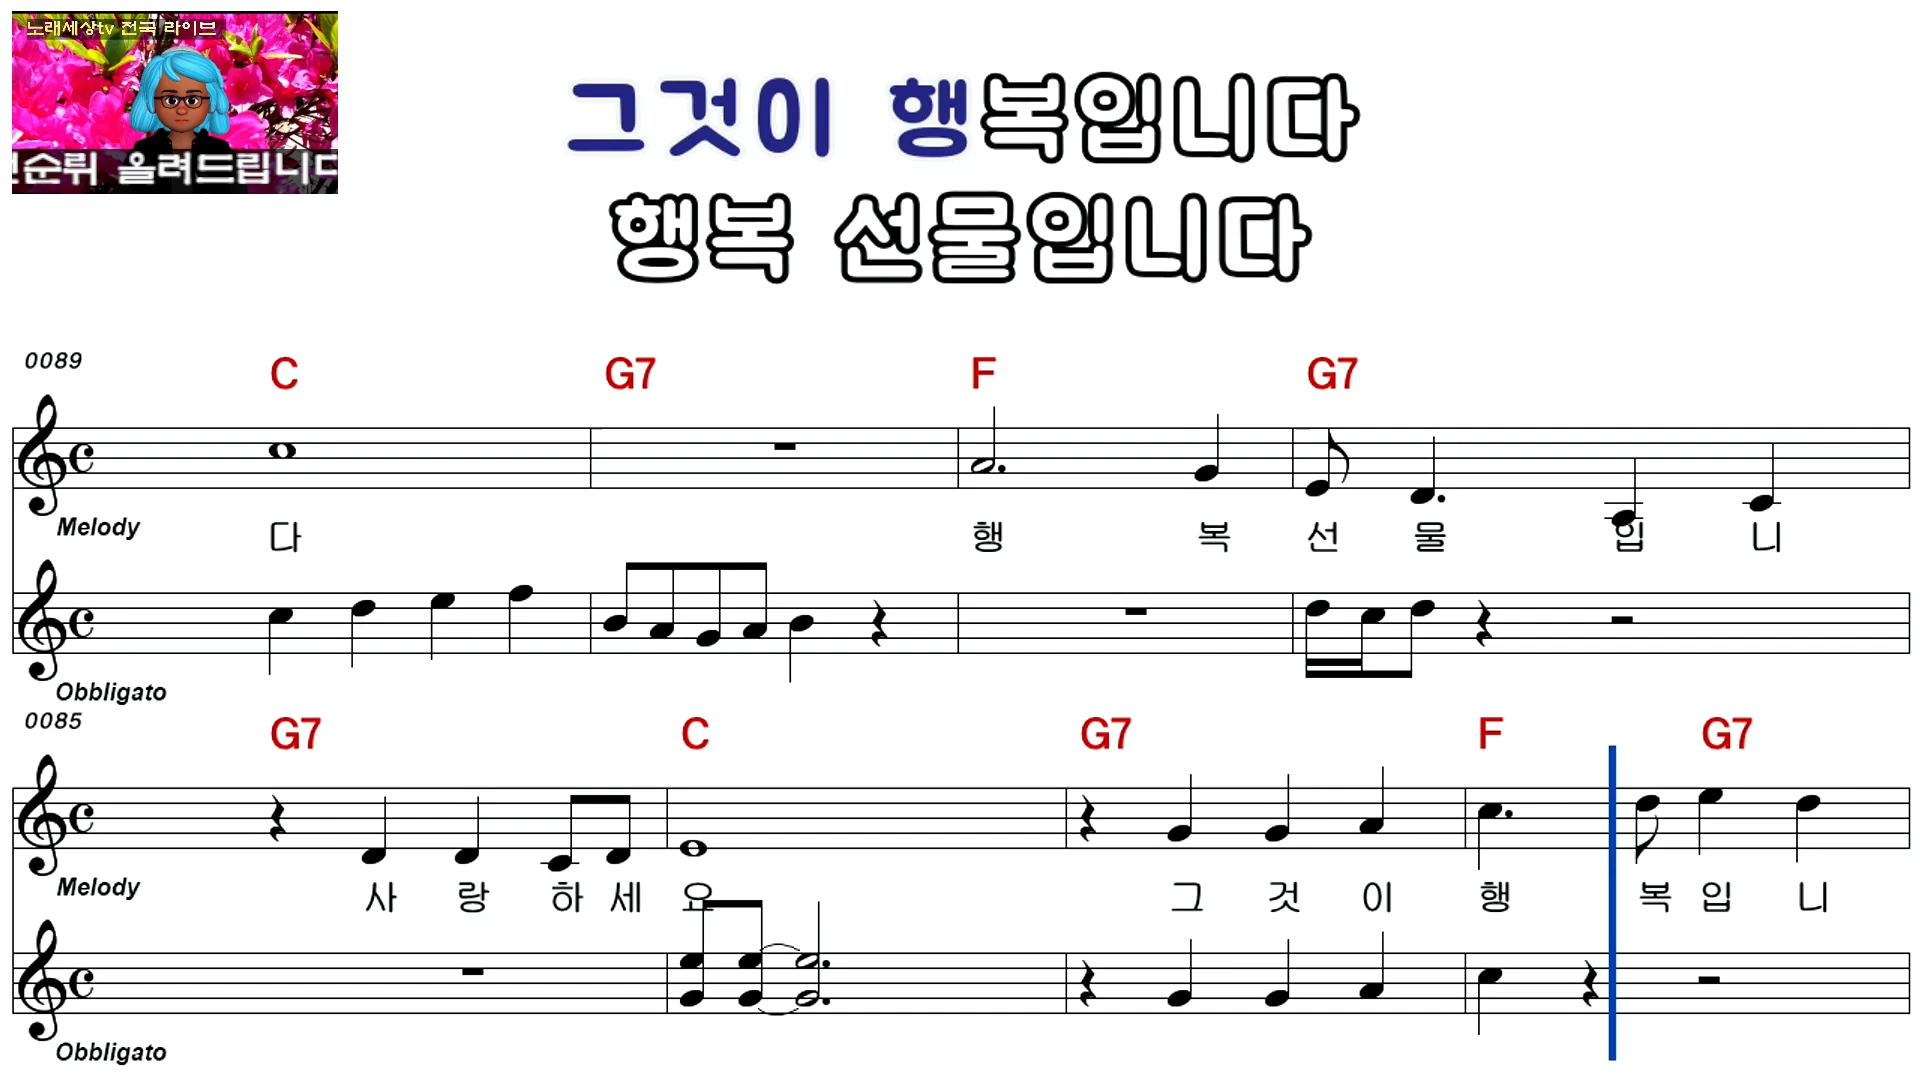 노래세상tv 전국 라이브
순뤼 올려드립니다
그것이 행복입니다
행복 선물입니다
0089
C G7 F G7
Melody
다 행 복 선 물 입 니
Obbligato
0085
G7 C G7 F G7
Melody
사 랑 하 세 요 그 것 이 행 복 입 니
Obbligato